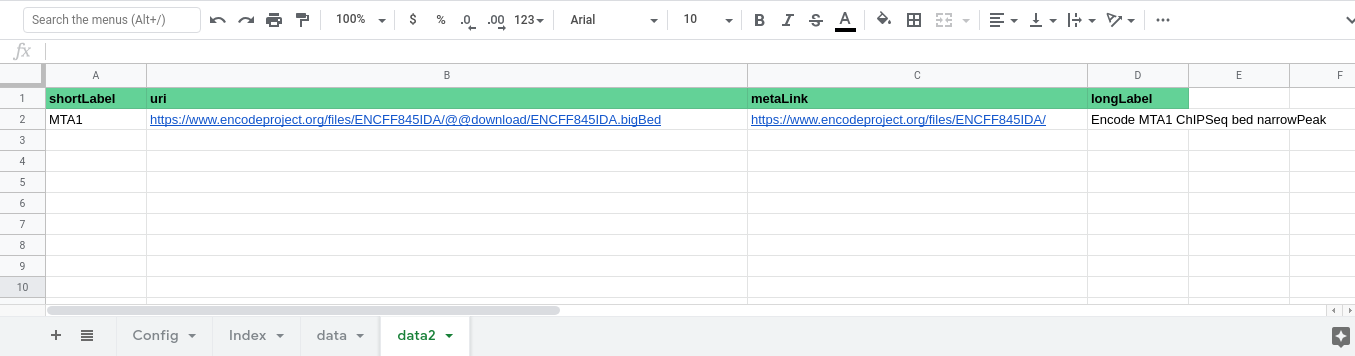 Search the menus (Alt+/) 100% $ % .0 .00 123 Arial 10 B I S A
fx
A B C D E F
1 shortLabel uri metaLink longLabel
2 MTA1 https://www.encodeproject.org/files/ENCFF845IDA/@@download/ENCFF845IDA.bigBed https://www.encodeproject.org/files/ENCFF845IDA/ Encode MTA1 ChIPSeq bed narrowPeak
3
4
5
6
7
8
9
10
+ Config Index data data2